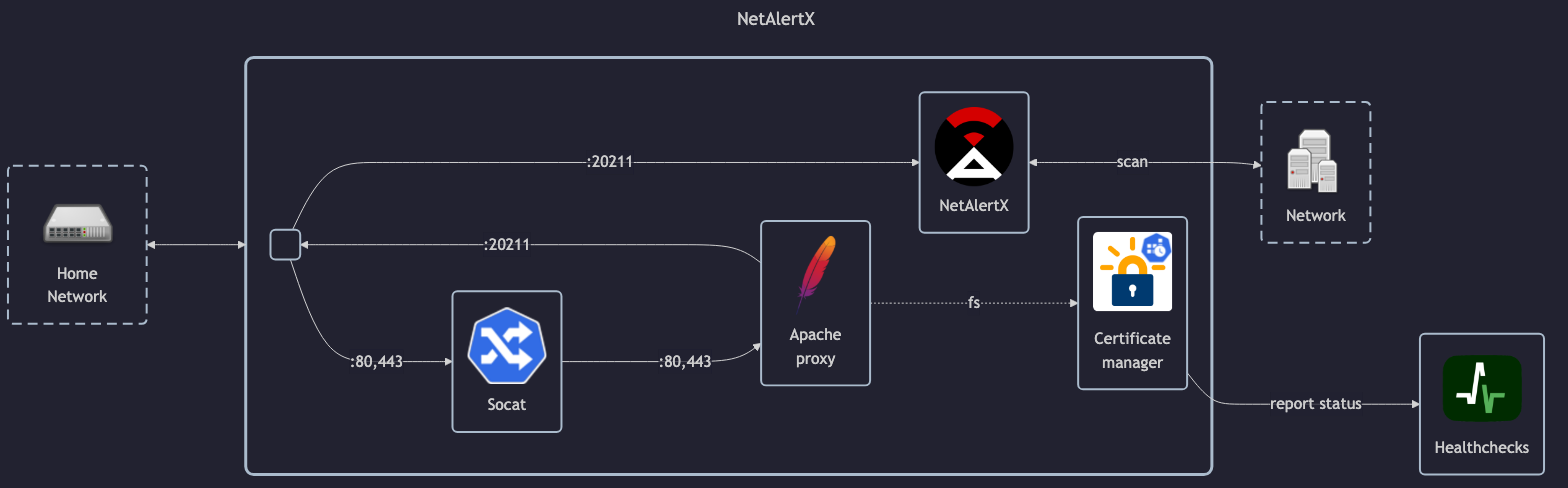 NetAlertX
:20211
NetAlertX
scan
Network
Home
Network
:20211
Apache
proxy
fs
Certificate
manager
:80,443
Socat
:80,443
report status
Healthchecks